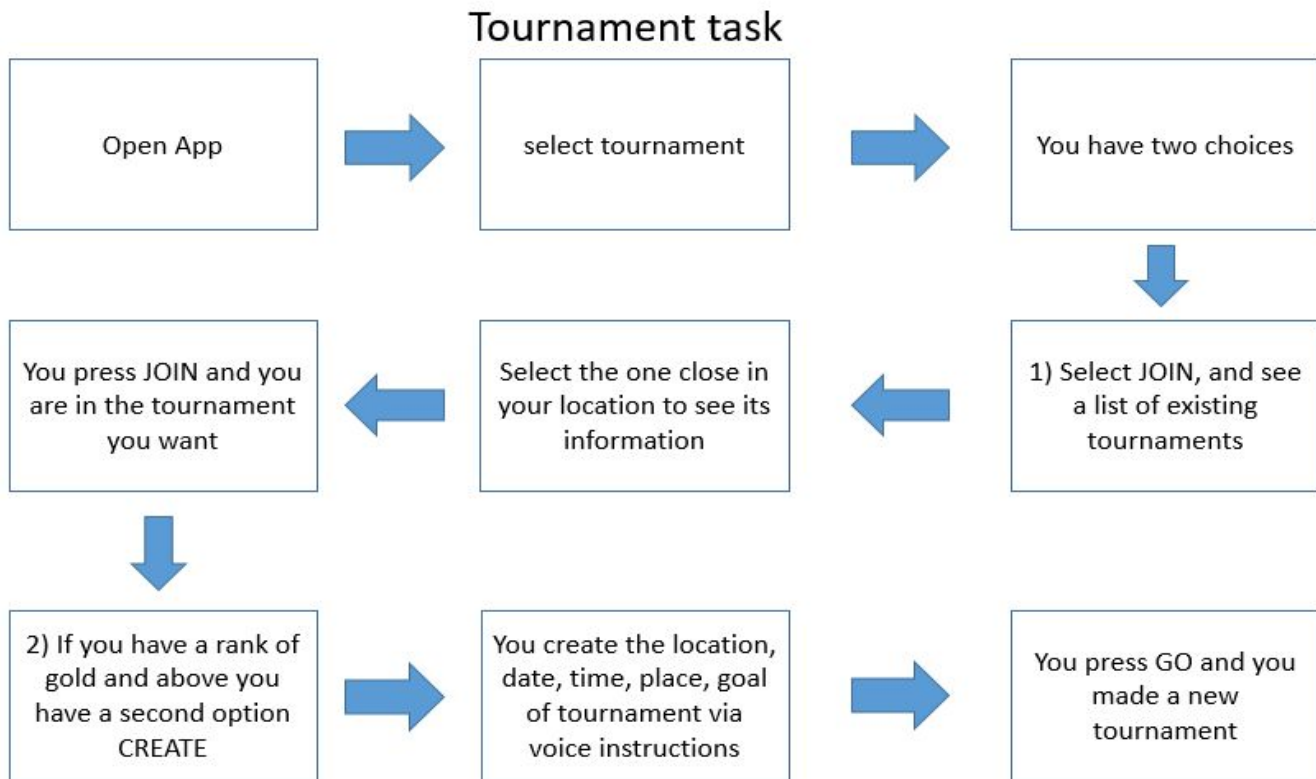 Tournament task
Open App
select tournament
You have two choices
1) Select JOIN, and see
a list of existing
tournaments
Select the one close in
your location to see its
information
You press JOIN and you
are in the tournament
you want
2) If you have a rank of
gold and above you
have a second option
CREATE
You create the location,
date, time, place, goal
of tournament via
voice instructions
You press GO and you
made a new
tournament